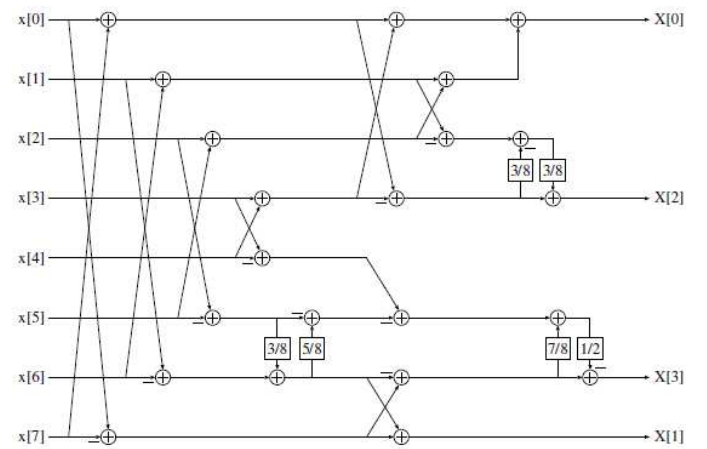 x[0] X[0]
x[1]
x[2]
3/8 3/8
x[3] X[2]
x[4]
x[5]
3/8 5/8 7/8 1/2
x[6] X[3]
x[7] X[1]